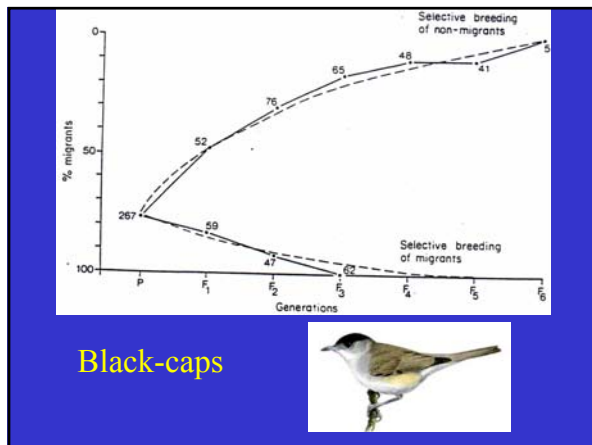 Selective breeding
of non-migrants
0
50
100
% migrants
267
52
76
65
48
41
5
59
47
62
Selective breeding
of migrants
P F₁ F₂ F₃ F₄ F₅ F₆
Generations
Black-caps